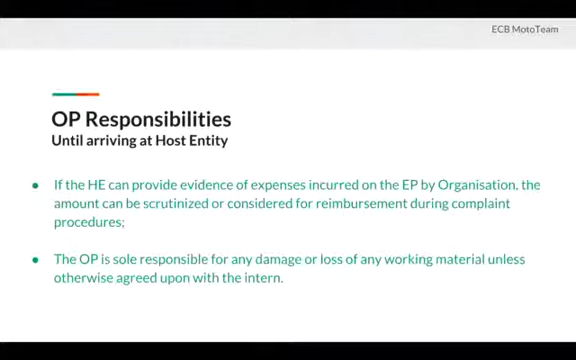 ECB MotoTeam
OP Responsibilities
Until arriving at Host Entity
● If the HE can provide evidence of expenses incurred on the EP by Organisation, the
amount can be scrutinized or considered for reimbursement during complaint
procedures;
● The OP is sole responsible for any damage or loss of any working material unless
otherwise agreed upon with the intern.